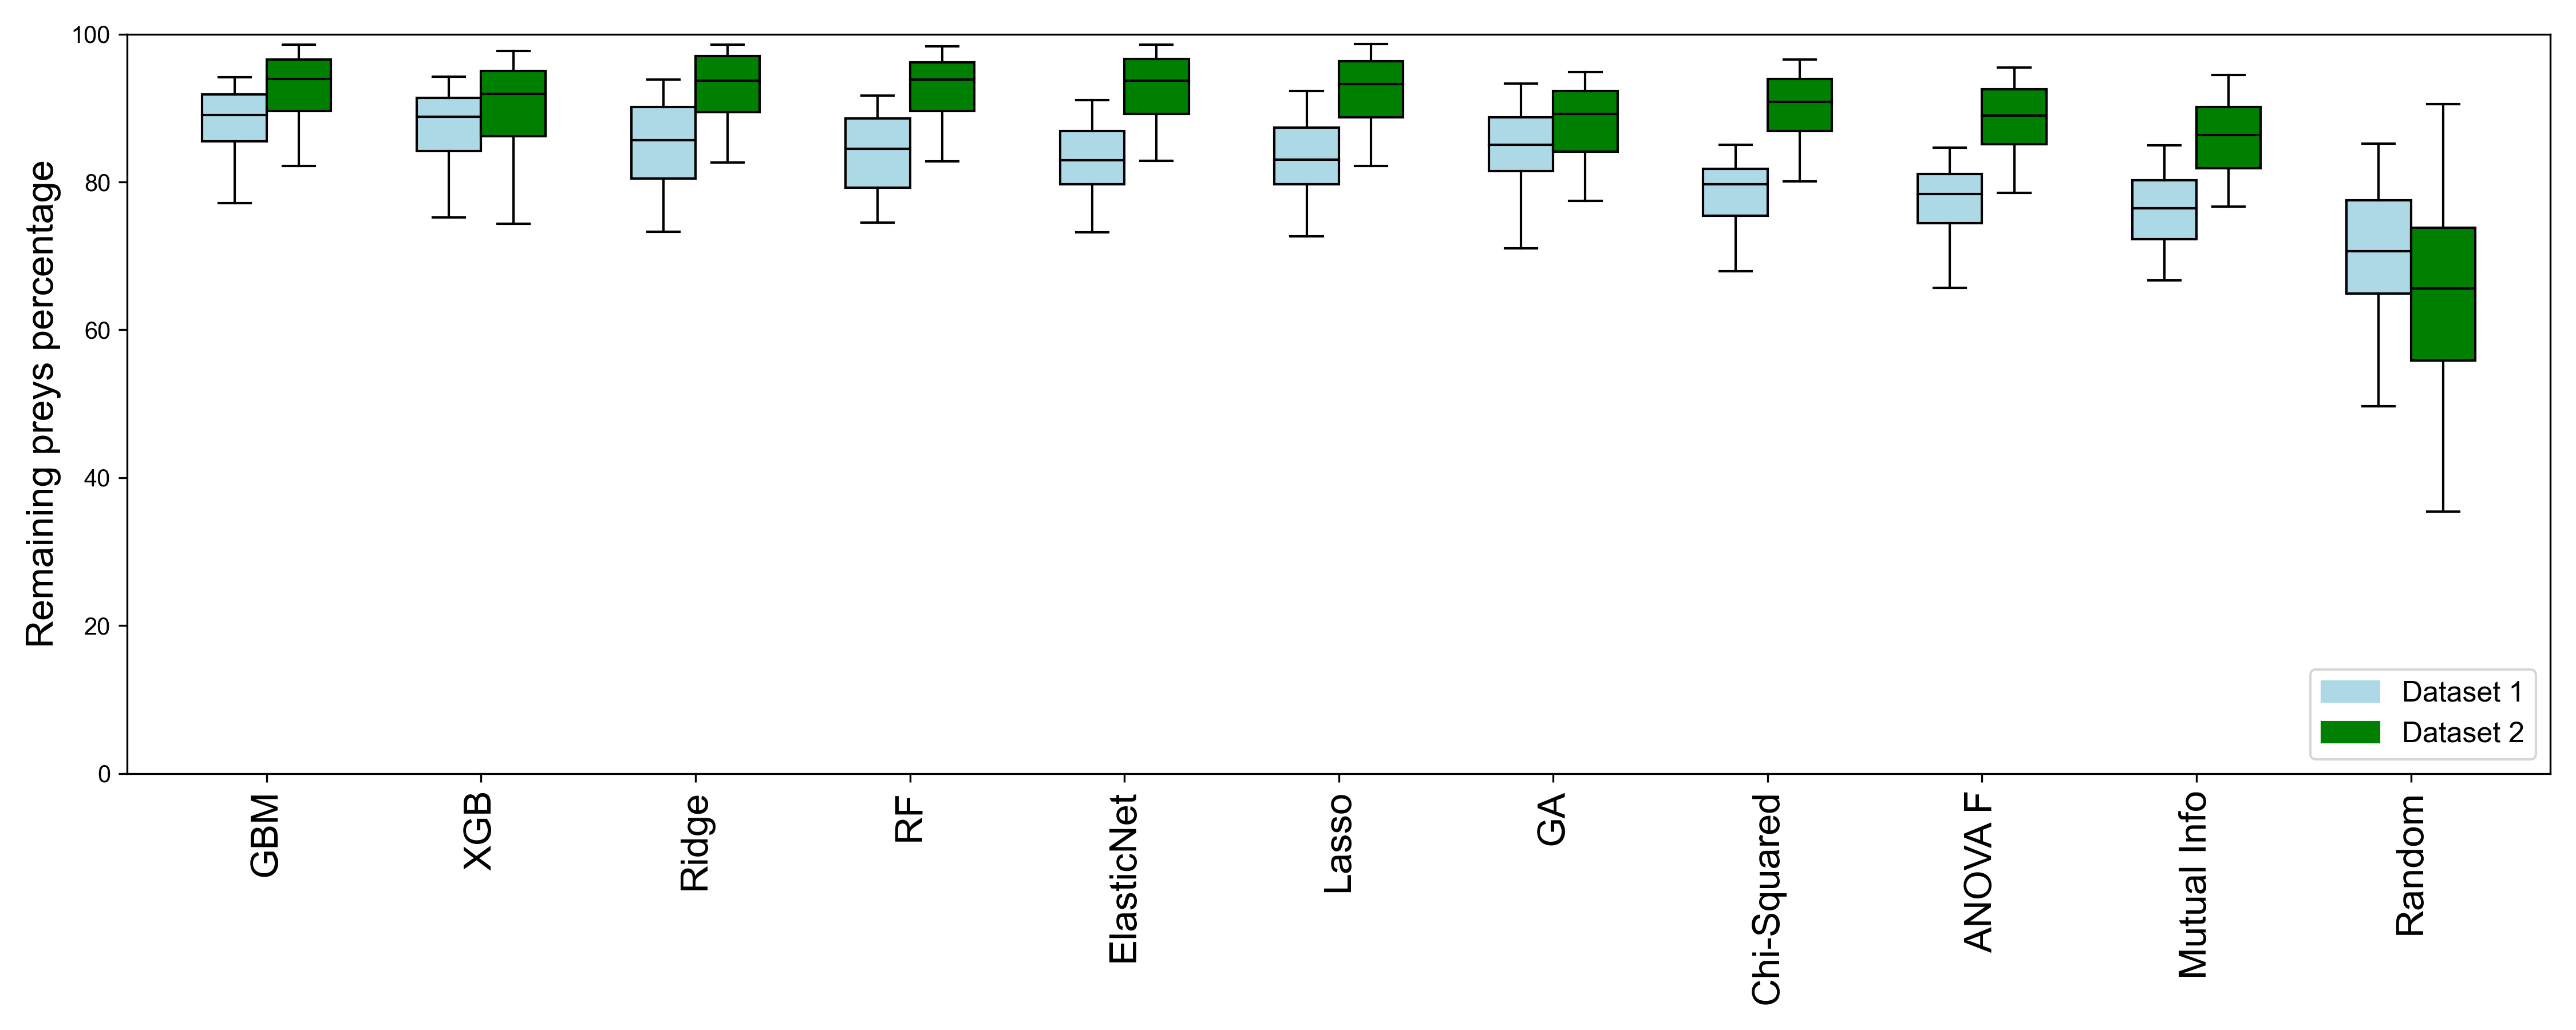 Remaining preys percentage
100
80
60
40
20
0
GBM
XGB
Ridge
RF
ElasticNet
Lasso
GA
Chi-Squared
ANOVA F
Mutual Info
Random
Dataset 1
Dataset 2